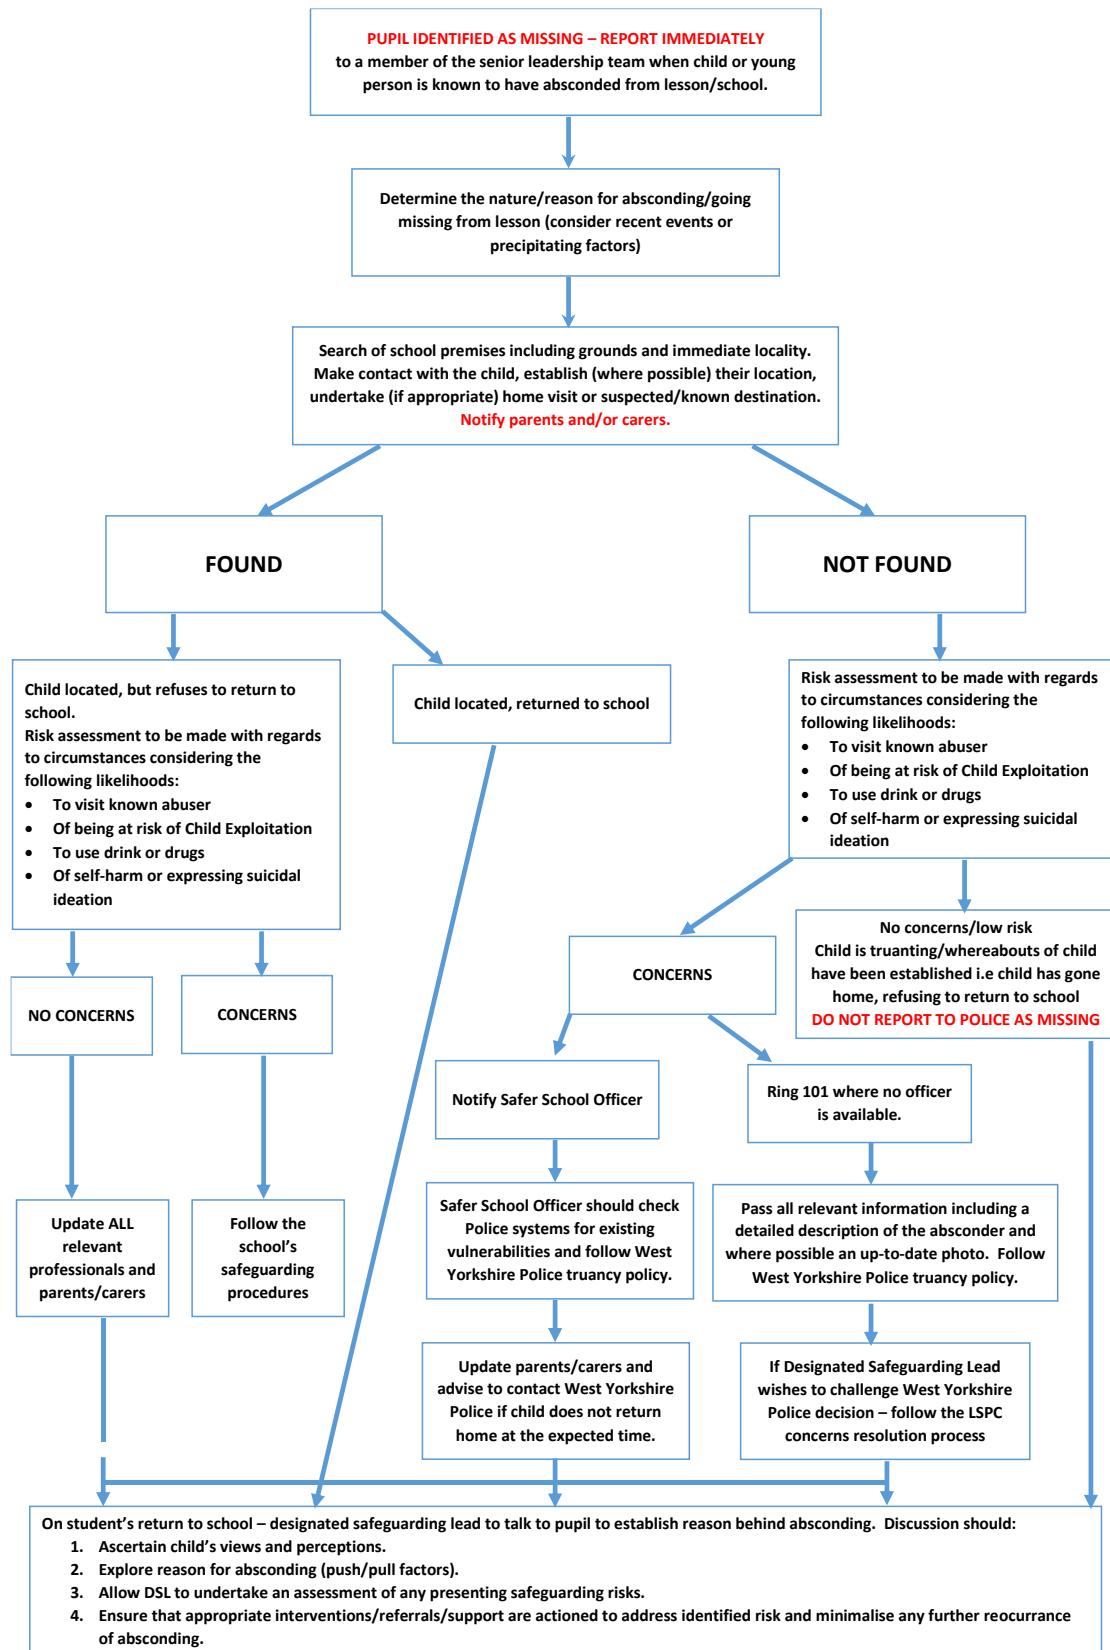 PUPIL IDENTIFIED AS MISSING – REPORT IMMEDIATELY
to a member of the senior leadership team when child or young
person is known to have absconded from lesson/school.
Determine the nature/reason for absconding/going
missing from lesson (consider recent events or
precipitating factors)
Search of school premises including grounds and immediate locality.
Make contact with the child, establish (where possible) their location,
undertake (if appropriate) home visit or suspected/known destination.
Notify parents and/or carers.
FOUND
NOT FOUND
Child located, but refuses to return to
school.
Risk assessment to be made with regards
to circumstances considering the
following likelihoods:
• To visit known abuser
• Of being at risk of Child Exploitation
• To use drink or drugs
• Of self-harm or expressing suicidal
ideation
Child located, returned to school
Risk assessment to be made with regards
to circumstances considering the
following likelihoods:
• To visit known abuser
• Of being at risk of Child Exploitation
• To use drink or drugs
• Of self-harm or expressing suicidal
ideation
NO CONCERNS
CONCERNS
CONCERNS
No concerns/low risk
Child is truanting/whereabouts of child
have been established i.e child has gone
home, refusing to return to school
DO NOT REPORT TO POLICE AS MISSING
Notify Safer School Officer
Ring 101 where no officer
is available.
Update ALL
relevant
professionals and
parents/carers
Follow the
school's
safeguarding
procedures
Safer School Officer should check
Police systems for existing
vulnerabilities and follow West
Yorkshire Police truancy policy.
Pass all relevant information including a
detailed description of the absconder and
where possible an up-to-date photo.  Follow
West Yorkshire Police truancy policy.
Update parents/carers and
advise to contact West Yorkshire
Police if child does not return
home at the expected time.
If Designated Safeguarding Lead
wishes to challenge West Yorkshire
Police decision – follow the LSPC
concerns resolution process
On student's return to school – designated safeguarding lead to talk to pupil to establish reason behind absconding.  Discussion should:
1. Ascertain child's views and perceptions.
2. Explore reason for absconding (push/pull factors).
3. Allow DSL to undertake an assessment of any presenting safeguarding risks.
4. Ensure that appropriate interventions/referrals/support are actioned to address identified risk and minimalise any further reocurrance
of absconding.